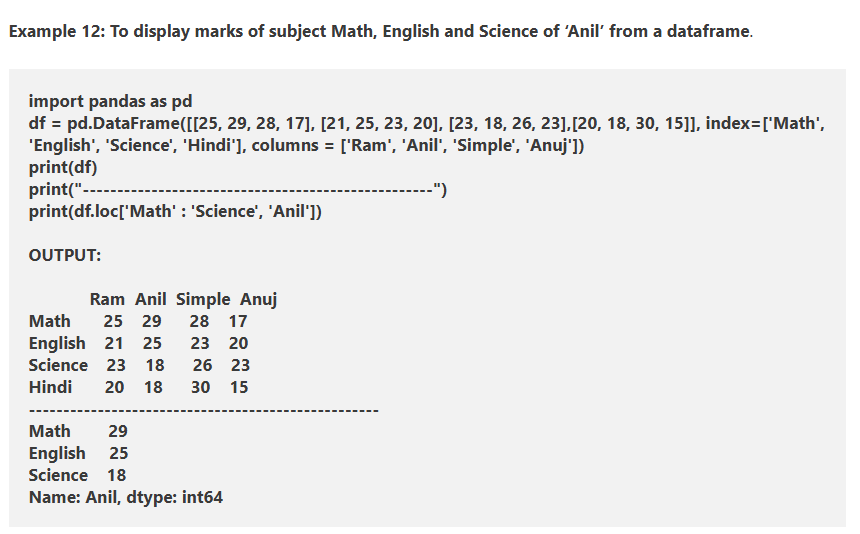 Example 12: To display marks of subject Math, English and Science of ‘Anil’ from a dataframe.
import pandas as pd
df = pd.DataFrame([[25, 29, 28, 17], [21, 25, 23, 20], [23, 18, 26, 23],[20, 18, 30, 15]], index=['Math',
'English', 'Science', 'Hindi'], columns = ['Ram', 'Anil', 'Simple', 'Anuj'])
print(df)
print("---------------------------------------------------")
print(df.loc['Math' : 'Science', 'Anil'])
OUTPUT:
Ram Anil Simple Anuj
Math 25 29 28 17
English 21 25 23 20
Science 23 18 26 23
Hindi 20 18 30 15
---------------------------------------------------
Math 29
English 25
Science 18
Name: Anil, dtype: int64